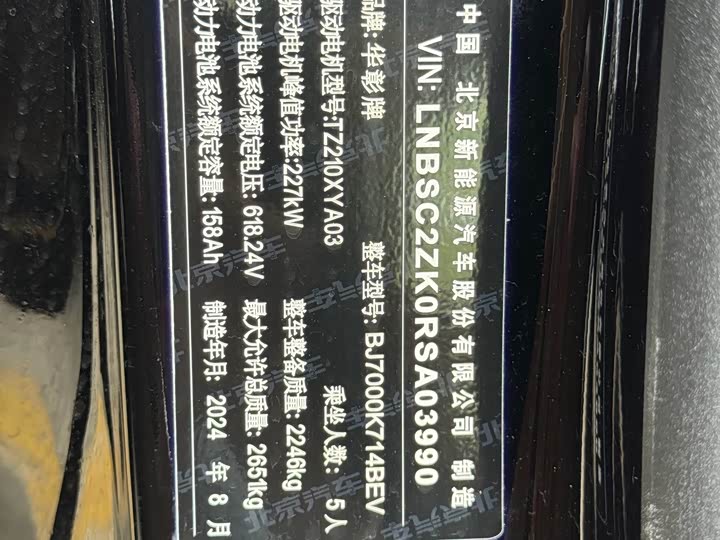 中国 北京新能源汽车股份有限公司 制造
VIN: LNBSC2ZK0RSA03990
品牌: 华彰牌 整车型号: BJ7000K714BEV
驱动电机型号:TZ210XYA03 乘坐人数: 5人
驱动电机峰值功率:227kW 整车整备质量: 2246kg
动力电池系统额定电压: 618.24V 最大允许总质量: 2651kg
动力电池系统额定容量: 158Ah 制造年月: 2024 年 8 月